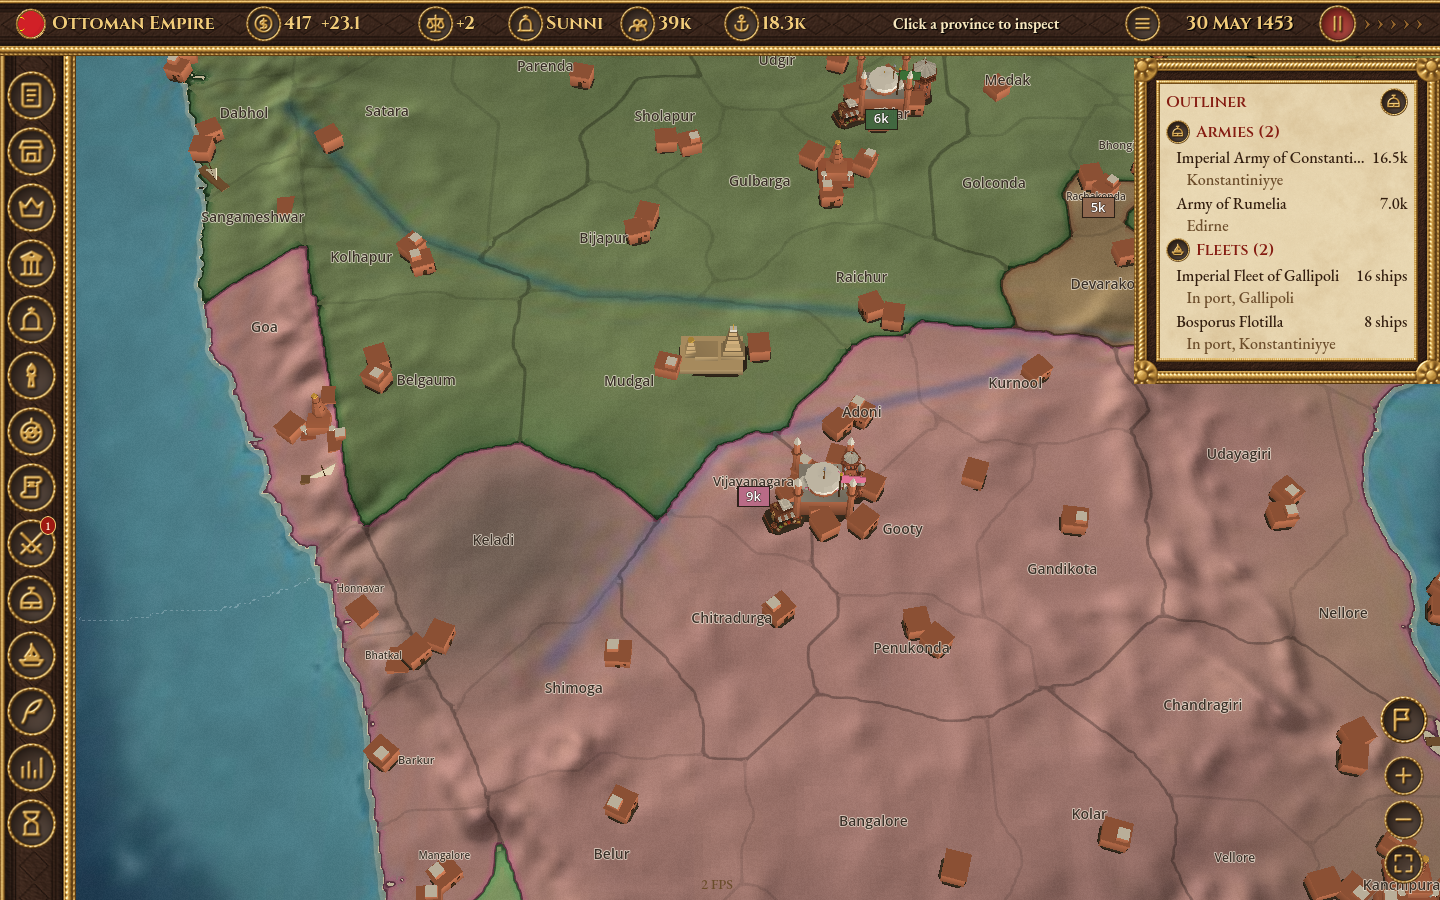 OTTOMAN EMPIRE
417 +23.1
+2
SUNNI
39K
18.3K
Click a province to inspect
30 MAY 1453
OUTLINER
ARMIES (2)
Imperial Army of Constanti... 16.5k
Konstantiniyye
Army of Rumelia 7.0k
Edirne
FLEETS (2)
Imperial Fleet of Gallipoli 16 ships
In port, Gallipoli
Bosporus Flotilla 8 ships
In port, Konstantiniyye
1
Parenda
Udgir
Medak
Dabhol
Satara
Sholapur
6k
Gulbarga
Golconda
5k
Sangameshwar
Kolhapur
Bijapur
Raichur
Goa
Belgaum
Mudgal
Kurnool
Adoni
Udayagiri
Vijayanagara
9k
Gooty
Keladi
Gandikota
Honnavar
Chitradurga
Nellore
Bhatkal
Penukonda
Shimoga
Chandragiri
Barkur
Bangalore
Kolar
Mangalore
Belur
Vellore
2 FPS